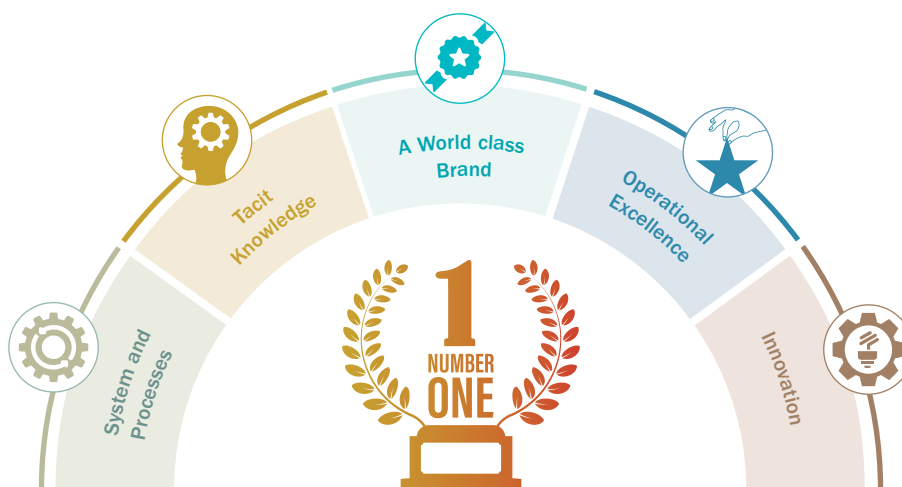 A World class
Brand
Tacit
Knowledge
Operational
Excellence
System and
Processes
Innovation
1
NUMBER
ONE